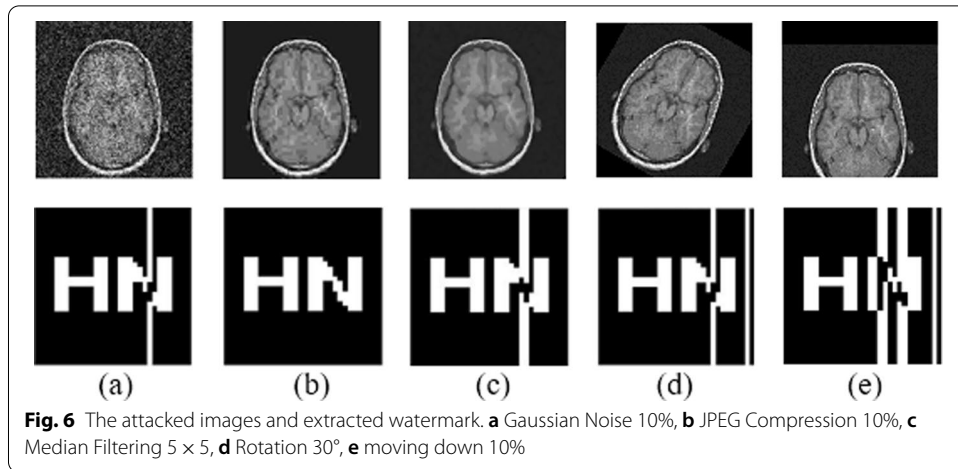 HN HN HN HN HN
(a) (b) (c) (d) (e)
Fig. 6 The attacked images and extracted watermark. a Gaussian Noise 10%, b JPEG Compression 10%, c
Median Filtering 5 × 5, d Rotation 30°, e moving down 10%